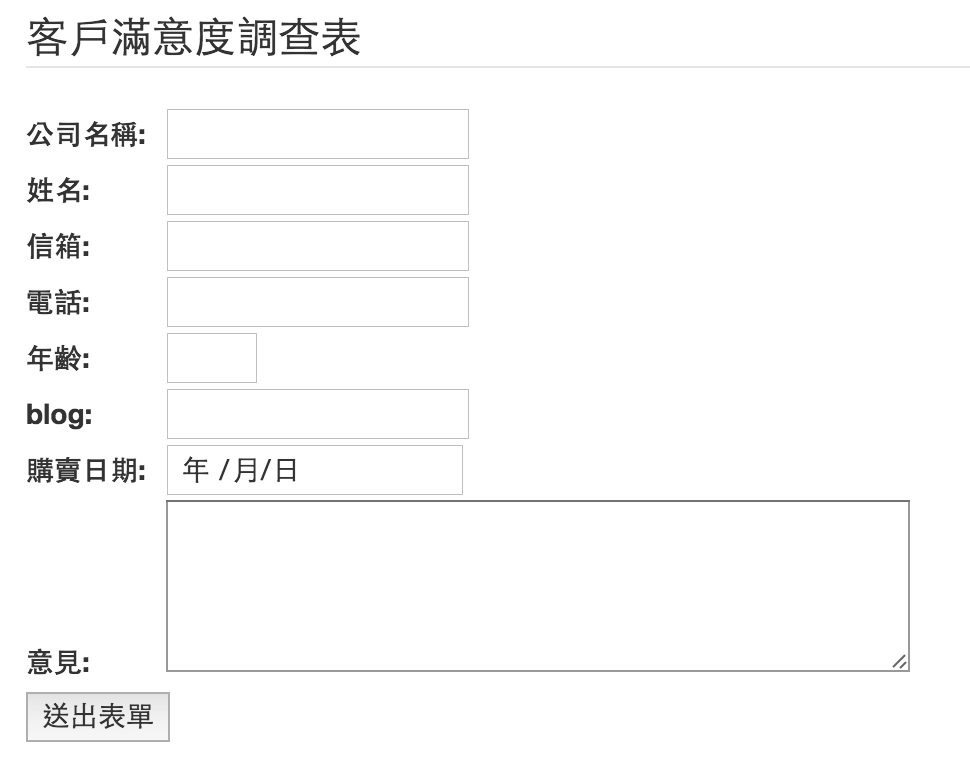 客戶滿意度調查表
公司名稱:
姓名:
信箱:
電話:
年齡:
blog:
購賣日期: 年 /月/日
意見:
送出表單